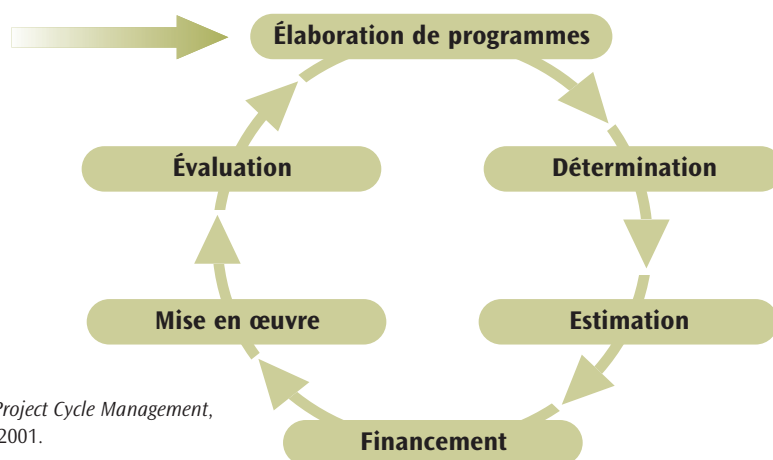 Élaboration de programmes
Évaluation
Détermination
Mise en œuvre
Estimation
Project Cycle Management,
2001.
Financement